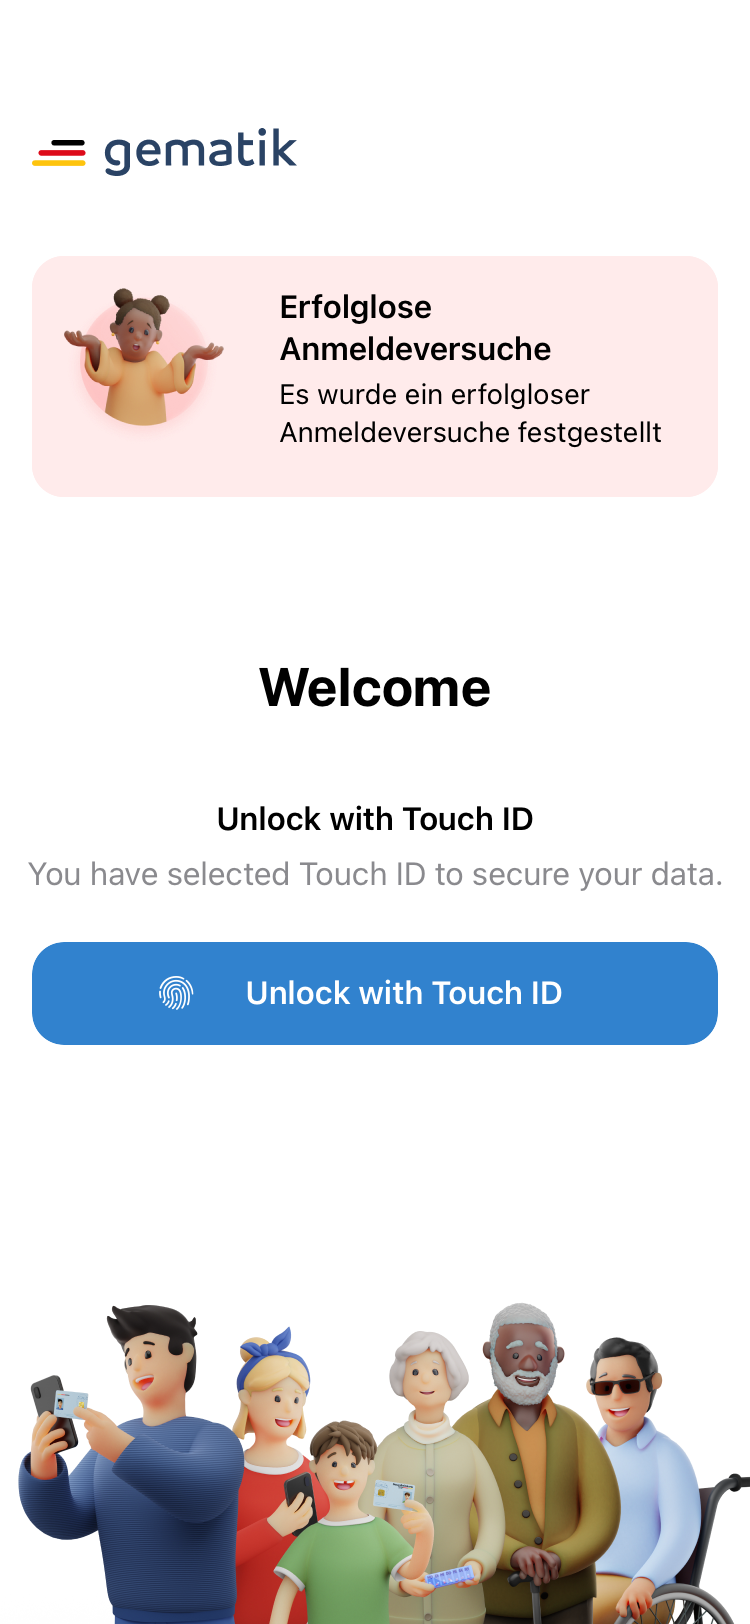 gematik
Erfolglose
Anmeldeversuche
Es wurde ein erfolgloser
Anmeldeversuche festgestellt
Welcome
Unlock with Touch ID
You have selected Touch ID to secure your data.
Unlock with Touch ID